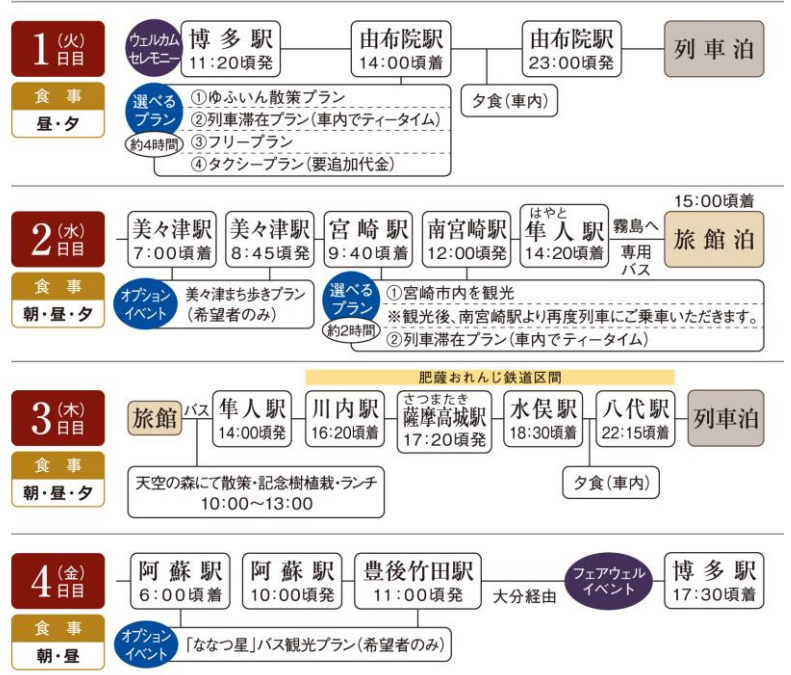 1(火)日目
食事
昼・夕
ウェルカムセレモニー
博多駅
11:20頃発
由布院駅
14:00頃着
由布院駅
23:00頃発
列車泊
選べるプラン
約4時間
①ゆふいん散策プラン
②列車滞在プラン(車内でティータイム)
③フリープラン
④タクシープラン(要追加代金)
夕食(車内)
2(水)日目
食事
朝・昼・夕
美々津駅
7:00頃着
美々津駅
8:45頃発
宮崎駅
9:40頃着
南宮崎駅
12:00頃発
はやと
隼人駅
14:20頃着
霧島へ
専用バス
15:00頃着
旅館泊
オプションイベント
美々津まち歩きプラン
(希望者のみ)
選べるプラン
約2時間
①宮崎市内を観光
※観光後、南宮崎駅より再度列車にご乗車いただきます。
②列車滞在プラン(車内でティータイム)
3(木)日目
食事
朝・昼・夕
肥薩おれんじ鉄道区間
旅館
バス
隼人駅
14:00頃発
川内駅
16:20頃着
さつまたき
薩摩高城駅
17:20頃発
水俣駅
18:30頃着
八代駅
22:15頃着
列車泊
天空の森にて散策・記念樹植栽・ランチ
10:00〜13:00
夕食(車内)
4(金)日目
食事
朝・昼
阿蘇駅
6:00頃着
阿蘇駅
10:00頃発
豊後竹田駅
11:00頃発
大分経由
フェアウェルイベント
博多駅
17:30頃着
オプションイベント
「ななつ星」バス観光プラン(希望者のみ)